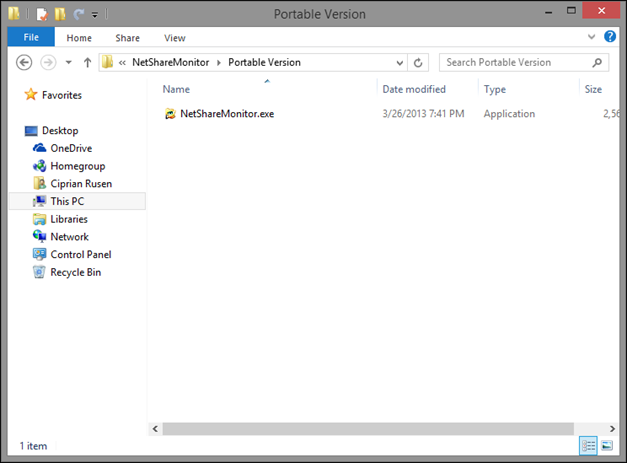 Portable Version
File Home Share View
« NetShareMonitor Portable Version Search Portable Version
Favorites
Desktop
OneDrive
Homegroup
Ciprian Rusen
This PC
Libraries
Network
Control Panel
Recycle Bin
Name Date modified Type Size
NetShareMonitor.exe 3/26/2013 7:41 PM Application 2,56
1 item